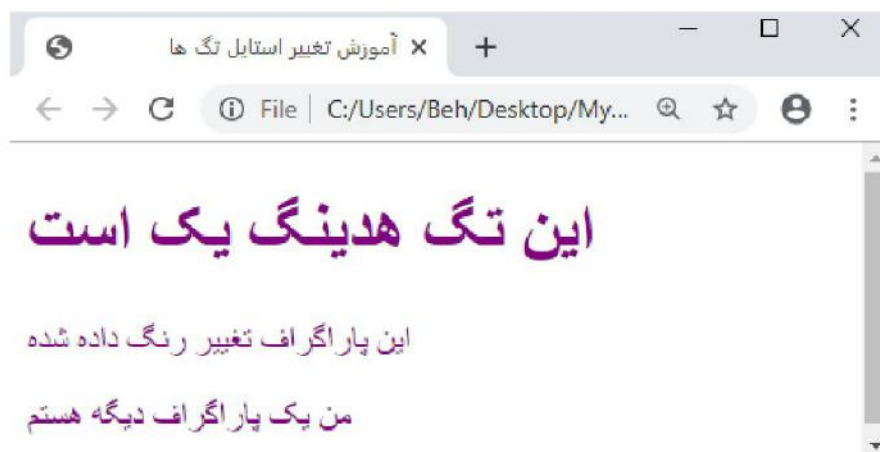 آموزش تغییر استایل تگ ها
File | C:/Users/Beh/Desktop/My...
این تگ هدینگ یک است
این پاراگراف تغییر رنگ داده شده
من یک پاراگراف دیگه هستم